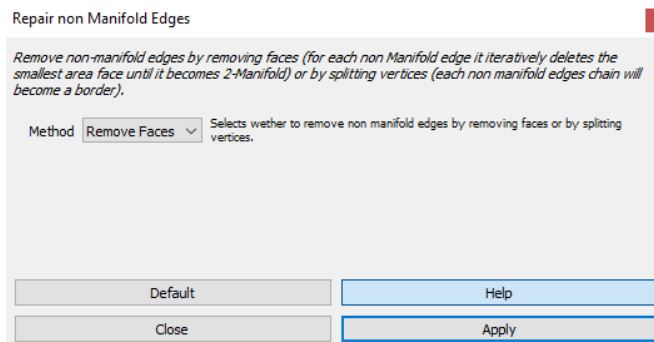 Repair non Manifold Edges
Remove non-manifold edges by removing faces (for each non Manifold edge it iteratively deletes the
smallest area face until it becomes 2-Manifold) or by splitting vertices (each non manifold edges chain will
become a border).
Method Remove Faces Selects wether to remove non manifold edges by removing faces or by splitting
vertices.
Default Help
Close Apply